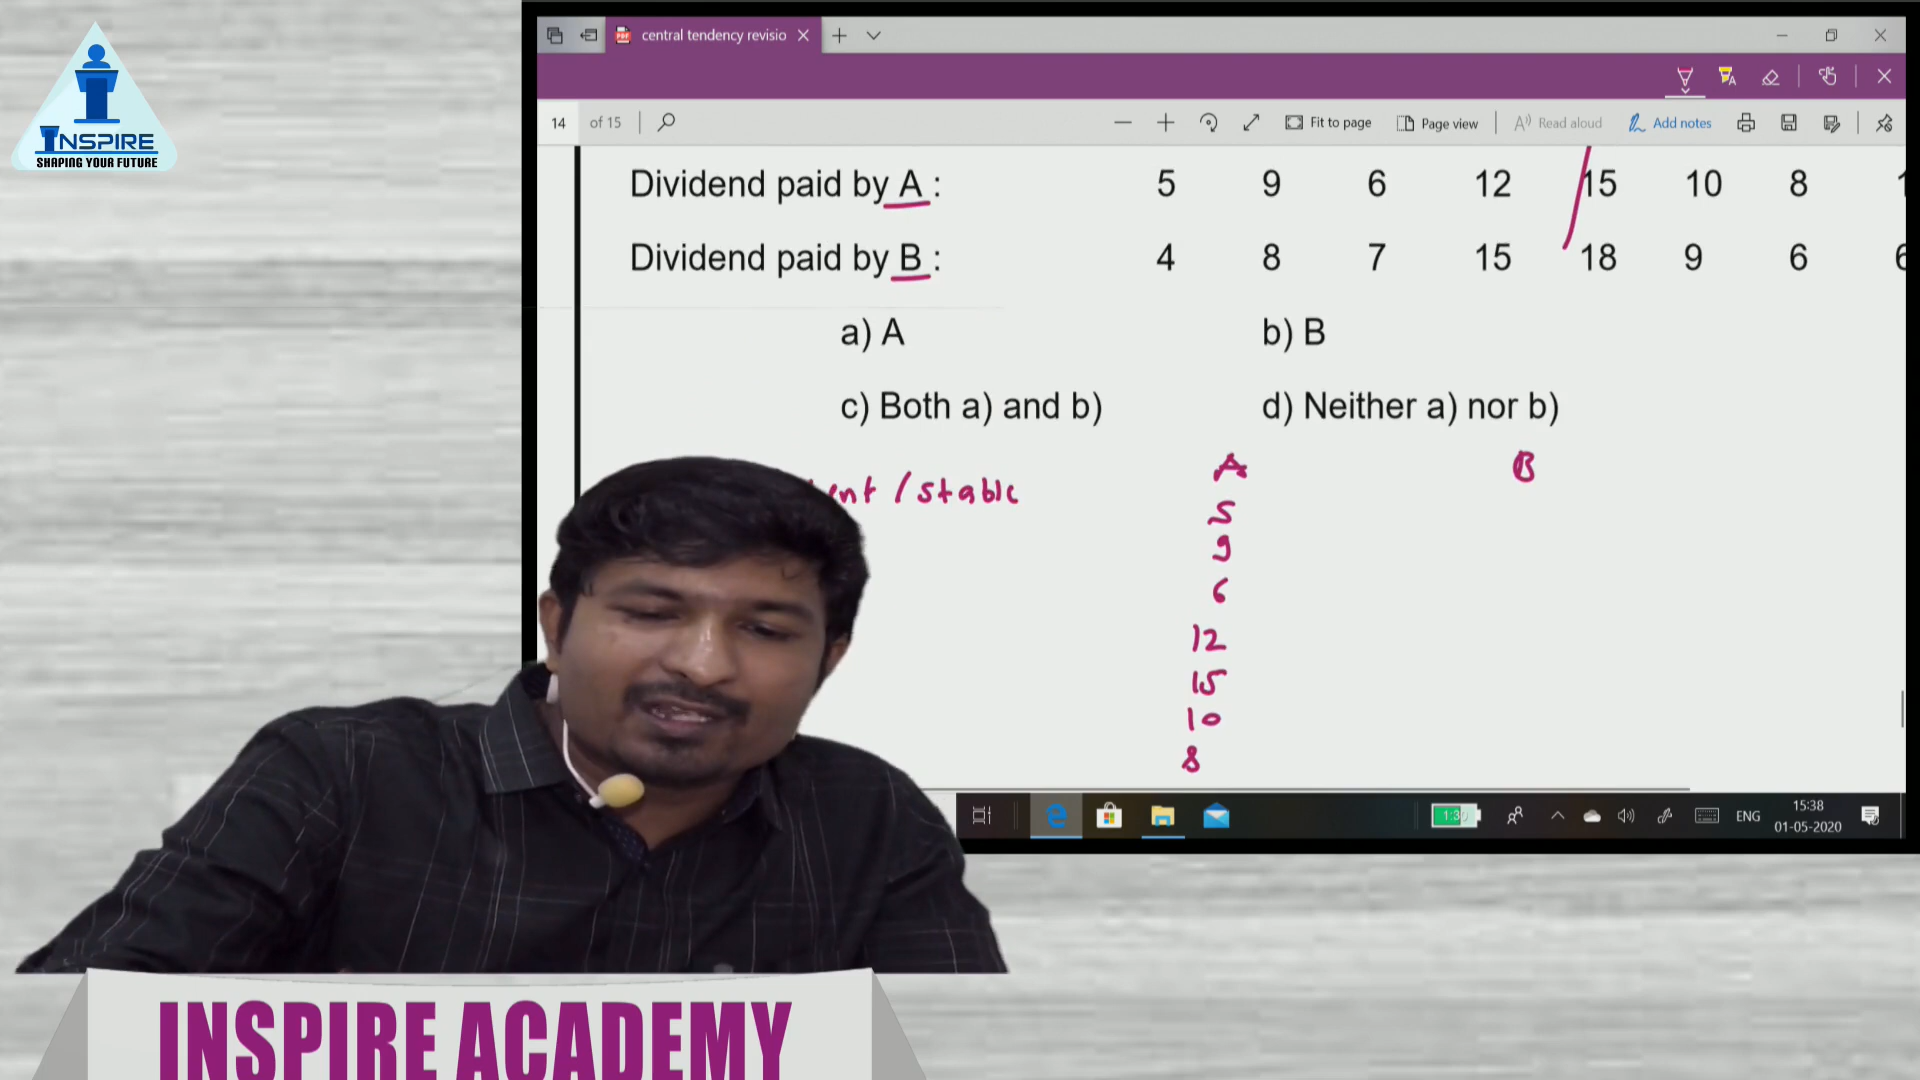 INSPIRE
SHAPING YOUR FUTURE
central tendency revisio
14 of 15
Fit to page
Page view
Read aloud
Add notes
Dividend paid by A : 5 9 6 12 15 10 8
Dividend paid by B : 4 8 7 15 18 9 6
a) A b) B
c) Both a) and b) d) Neither a) nor b)
/ stable
A B
5
9
6
12
15
10
8
ENG
15:38
01-05-2020
INSPIRE ACADEMY